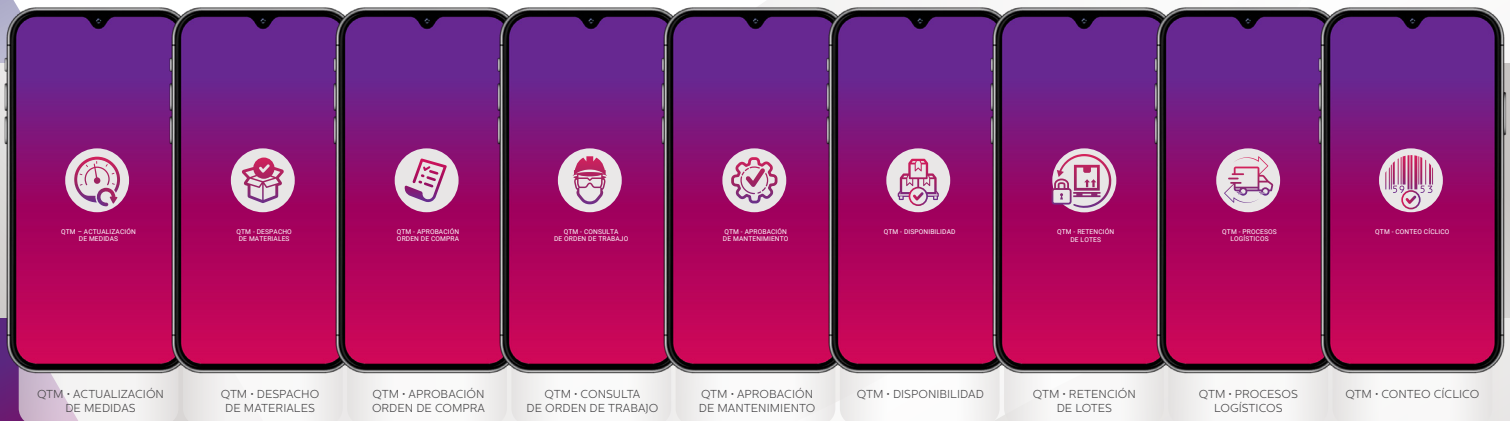 QTM – ACTUALIZACIÓN
DE MEDIDAS
QTM - DESPACHO
DE MATERIALES
QTM - APROBACIÓN
ORDEN DE COMPRA
QTM - CONSULTA
DE ORDEN DE TRABAJO
QTM - APROBACIÓN
DE MANTENIMIENTO
QTM - DISPONIBILIDAD
QTM - RETENCIÓN
DE LOTES
QTM - PROCESOS
LOGÍSTICOS
59 53
QTM - CONTEO CÍCLICO
QTM • ACTUALIZACIÓN
DE MEDIDAS
QTM • DESPACHO
DE MATERIALES
QTM • APROBACIÓN
ORDEN DE COMPRA
QTM • CONSULTA
DE ORDEN DE TRABAJO
QTM • APROBACIÓN
DE MANTENIMIENTO
QTM • DISPONIBILIDAD
QTM • RETENCIÓN
DE LOTES
QTM • PROCESOS
LOGÍSTICOS
QTM • CONTEO CÍCLICO